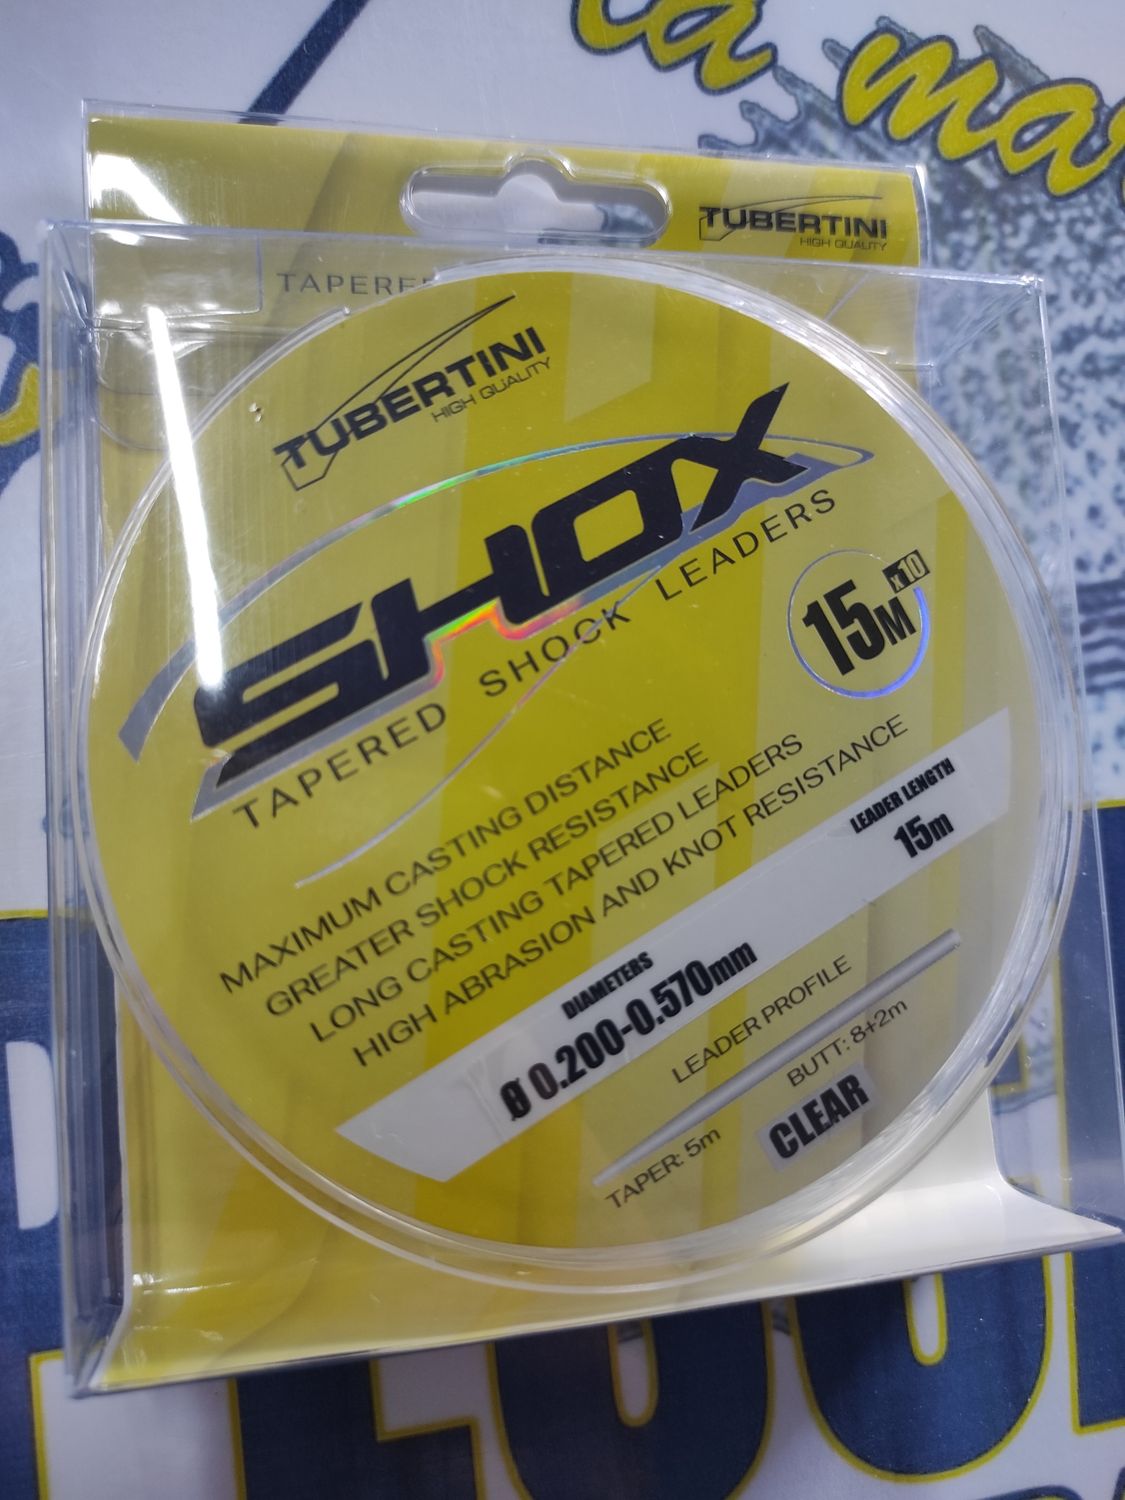 la mar
TUBERTINI
HIGH QUALITY
TAPERED
TUBERTINI
HIGH QUALITY
SHOX
TAPERED SHOCK LEADERS
15M x10
MAXIMUM CASTING DISTANCE
GREATER SHOCK RESISTANCE
LONG CASTING TAPERED LEADERS
HIGH ABRASION AND KNOT RESISTANCE
LEADER LENGTH
15m
DIAMETERS
Ø 0.200-0.570mm
LEADER PROFILE
BUTT: 8+2m
TAPER: 5m
CLEAR